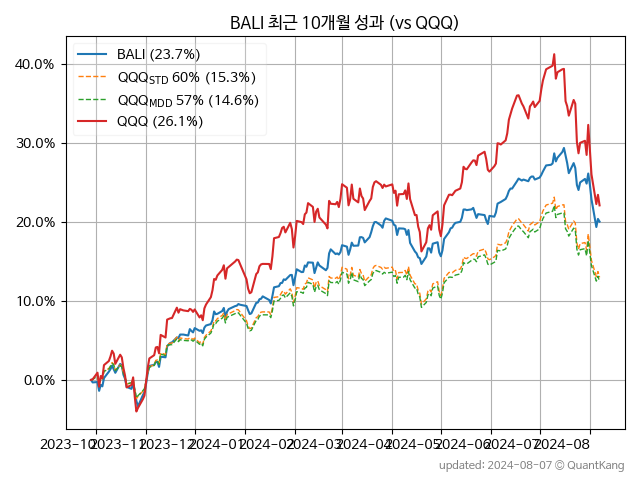 BALI 최근 10개월 성과 (vs QQQ)
BALI (23.7%)
QQQSTD 60% (15.3%)
QQQMDD 57% (14.6%)
QQQ (26.1%)
40.0%
30.0%
20.0%
10.0%
0.0%
2023-10 2023-11 2023-12 2024-01 2024-02 2024-03 2024-04 2024-05 2024-06 2024-07 2024-08
updated: 2024-08-07 © QuantKang